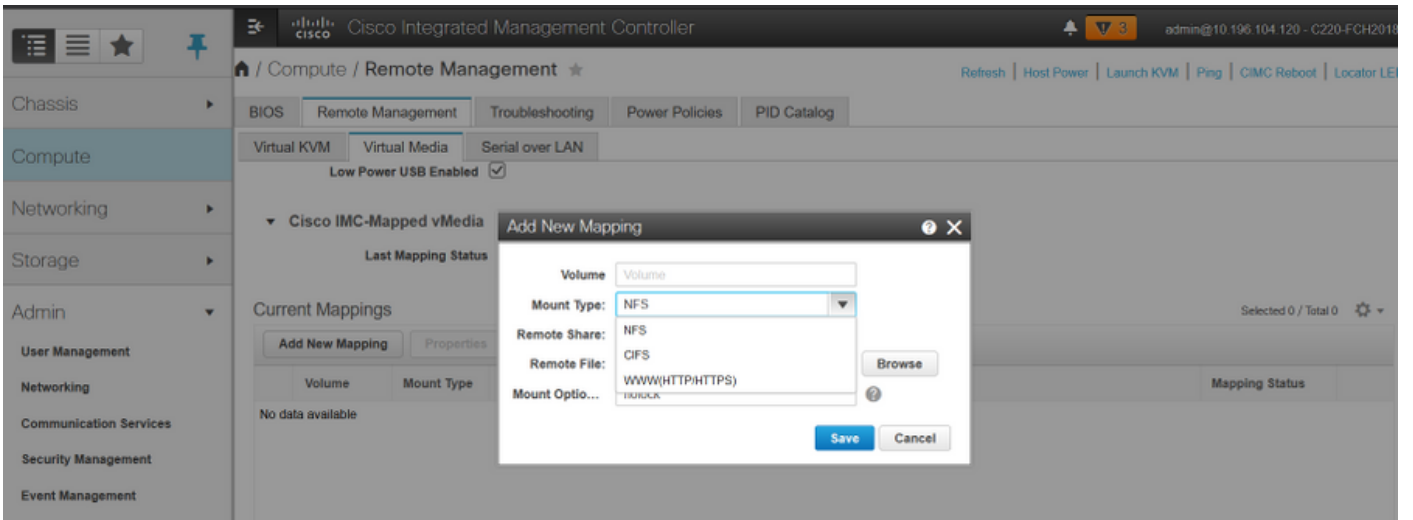 cisco Cisco Integrated Management Controller
3 admin@10.196.104.120 - C220-FCH2018
/ Compute / Remote Management
Refresh | Host Power | Launch KVM | Ping | CIMC Reboot | Locator LE
Chassis
Compute
Networking
Storage
Admin
User Management
Networking
Communication Services
Security Management
Event Management
BIOS Remote Management Troubleshooting Power Policies PID Catalog
Virtual KVM Virtual Media Serial over LAN
Low Power USB Enabled
Cisco IMC-Mapped vMedia
Last Mapping Status
Current Mappings
Selected 0 / Total 0
Add New Mapping Properties
Volume Mount Type Mapping Status
No data available
Add New Mapping
Volume Volume
Mount Type: NFS
NFS
CIFS
WWW(HTTP/HTTPS)
Remote Share:
Remote File: Browse
Mount Optio... nolock
Save Cancel